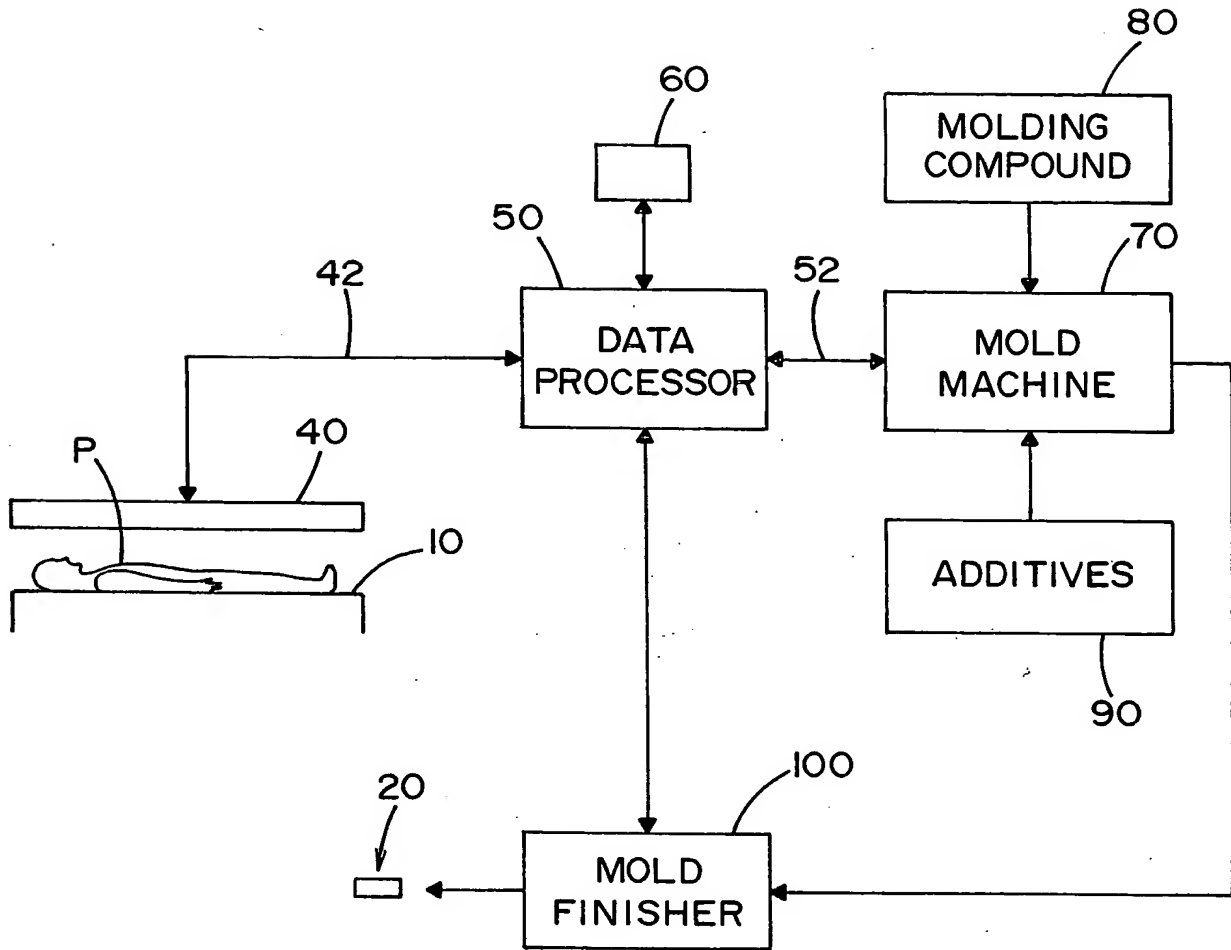 80
60
MOLDING
COMPOUND
50
70
42
52
DATA
PROCESSOR
MOLD
MACHINE
P
40
10
ADDITIVES
90
100
20
MOLD
FINISHER